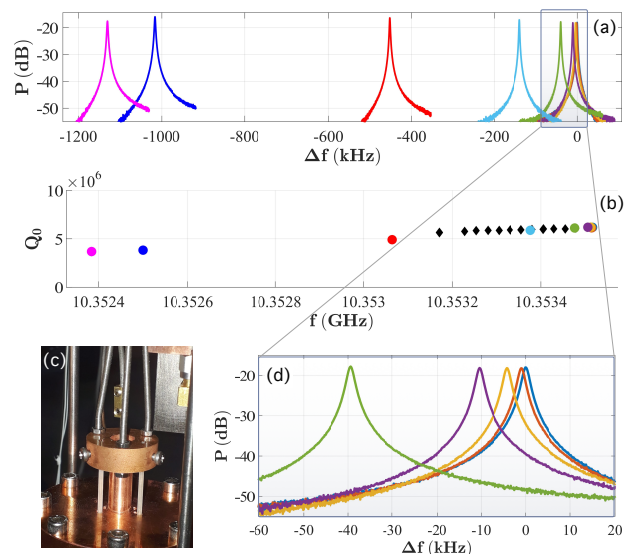 (a)
P (dB)
-20
-30
-40
-50
-1200 -1000 -800 -600 -400 -200 0
Δf (kHz)
(b)
×10⁶
Q₀
10
5
0
10.3524 10.3526 10.3528 10.353 10.3532 10.3534
f (GHz)
(c)
(d)
P (dB)
-20
-30
-40
-50
-60 -50 -40 -30 -20 -10 0 10 20
Δf (kHz)